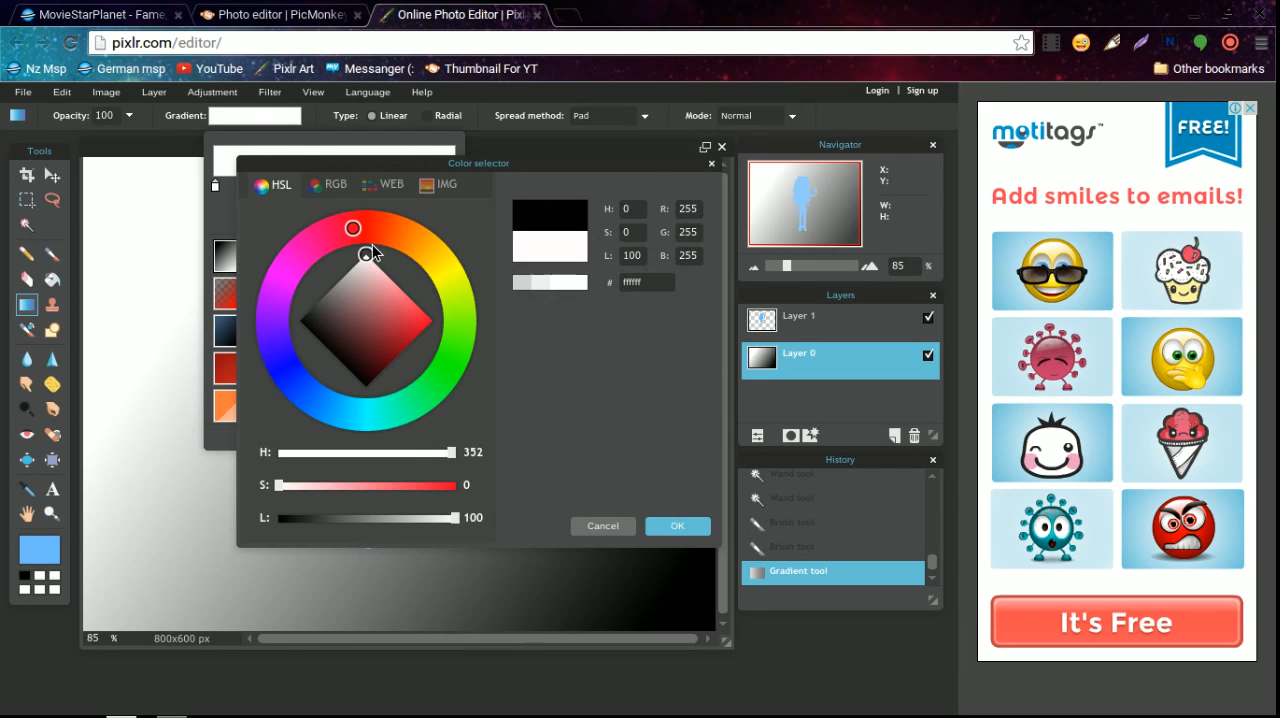 MovieStarPlanet - Fame,
Photo editor | PicMonkey
Online Photo Editor | Pixl
pixlr.com/editor/
Nz Msp
German msp
YouTube
Pixlr Art
Messanger (:
Thumbnail For YT
Other bookmarks
File Edit Image Layer Adjustment Filter View Language Help
Login | Sign up
Opacity: 100 Gradient: Type: Linear Radial Spread method: Pad Mode: Normal
Tools
Color selector
HSL RGB WEB IMG
H: 0 R: 255
S: 0 G: 255
L: 100 B: 255
# ffffff
H: 352
S: 0
L: 100
Cancel OK
85 % 800x600 px
Navigator
X:
Y:
W:
H:
85 %
Layers
Layer 1
Layer 0
History
Wand tool
Wand tool
Brush tool
Brush tool
Gradient tool
motitags™
FREE!
Add smiles to emails!
It's Free